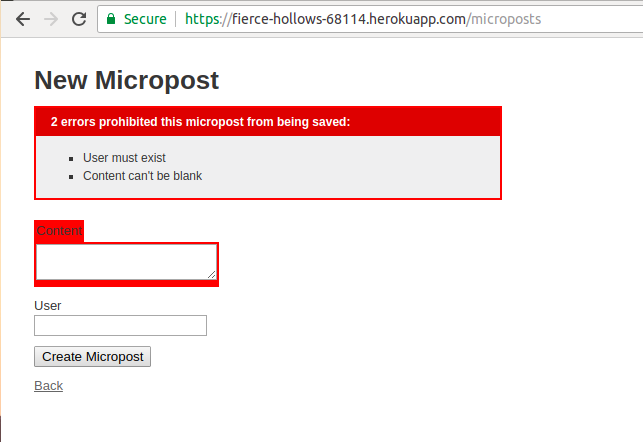 Secure https://fierce-hollows-68114.herokuapp.com/microposts
New Micropost
2 errors prohibited this micropost from being saved:
User must exist
Content can't be blank
Content
User
Create Micropost
Back